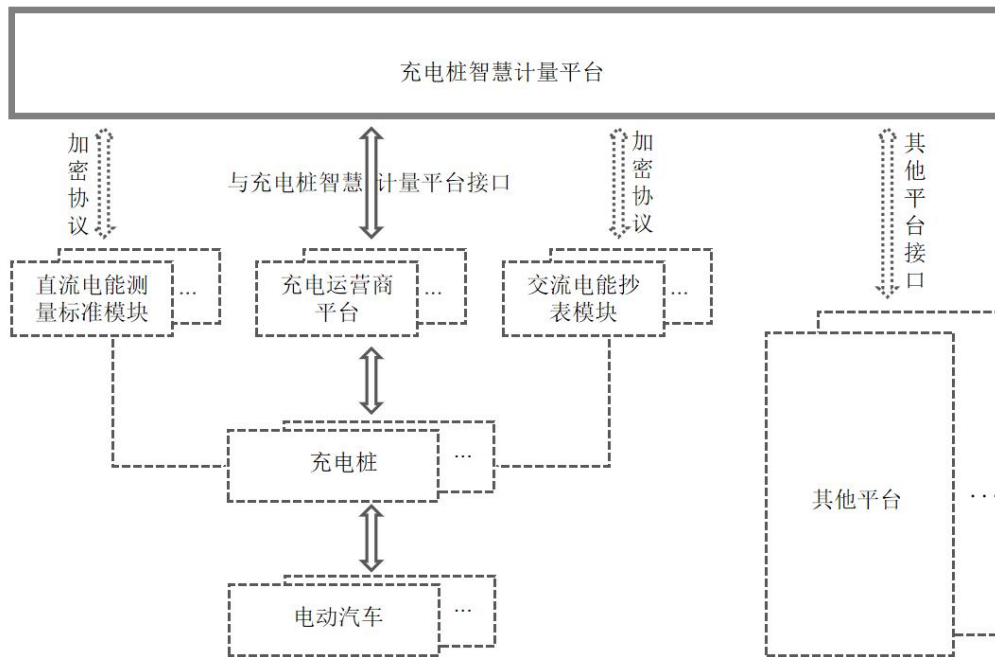 充电桩智慧计量平台
加密协议
与充电桩智慧 计量平台接口
加密协议
其他平台接口
直流电能测
量标准模块
...
充电运营商
平台
...
交流电能抄
表模块
...
充电桩
...
其他平台
...
电动汽车
...